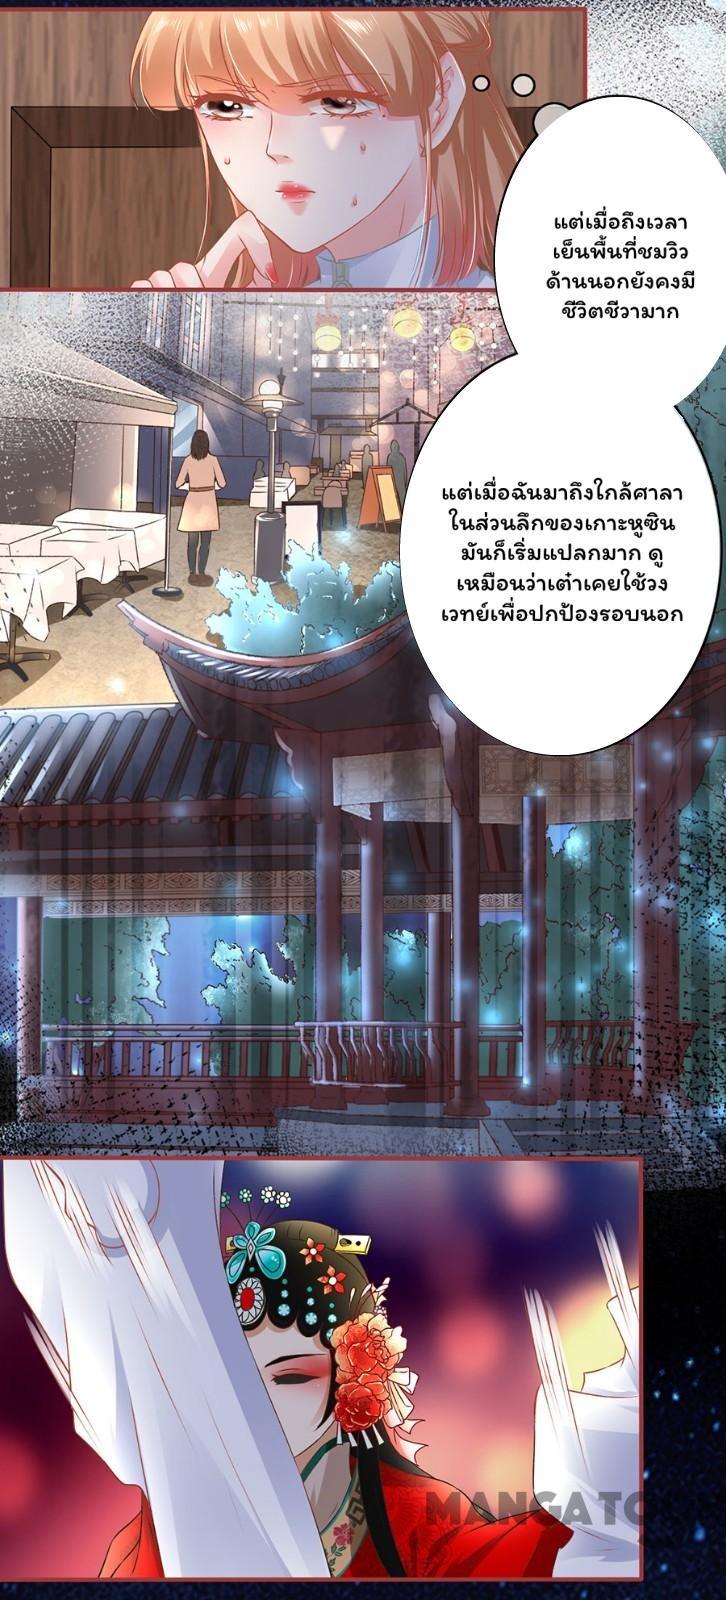 แต่เมื่อถึงเวลา
เย็นพื้นที่ชมวิว
ด้านนอกยังคงมี
ชีวิตชีวามาก
แต่เมื่อฉันมาถึงใกล้ศาลา
ในส่วนลึกของเกาะหูซิน
มันก็เริ่มแปลกมาก ดู
เหมือนว่าเต๋าเคยใช้วง
เวทย์เพื่อปกป้องรอบนอก
MANGATOON